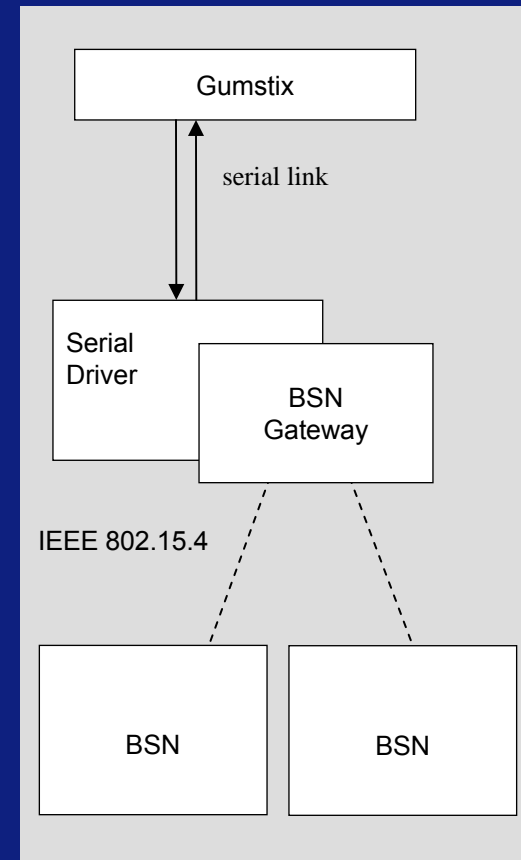 Gumstix
serial link
Serial
Driver
BSN
Gateway
IEEE 802.15.4
BSN
BSN